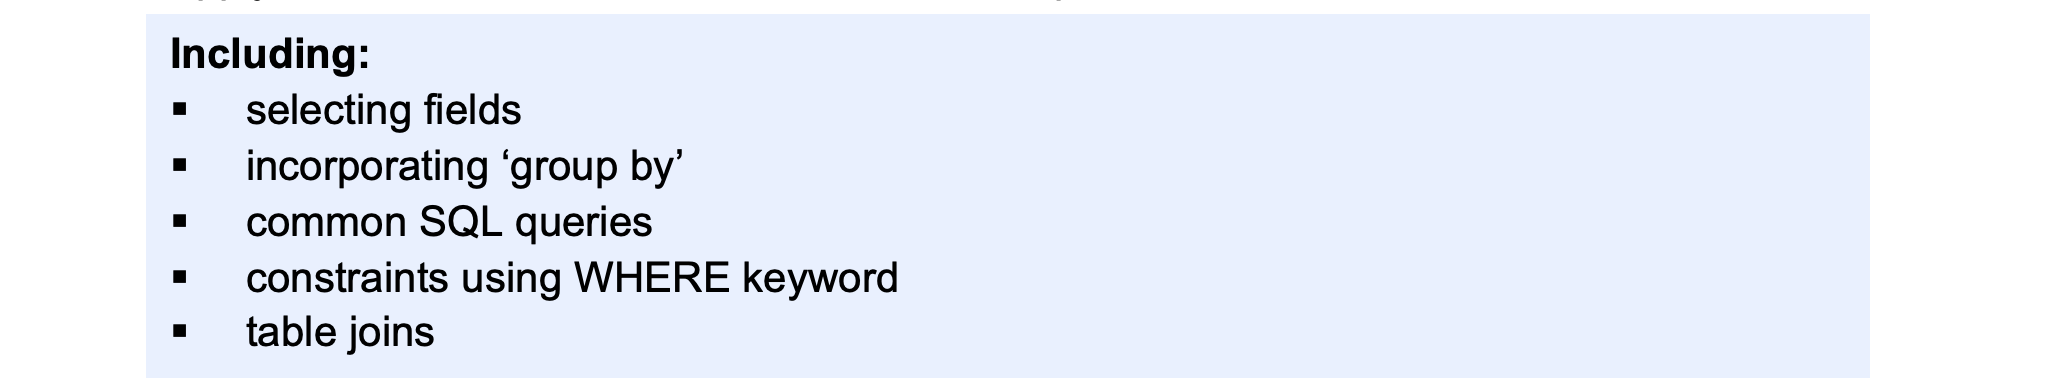 Including:
▪ selecting fields
▪ incorporating ‘group by’
▪ common SQL queries
▪ constraints using WHERE keyword
▪ table joins